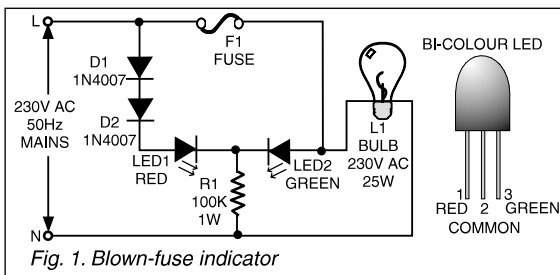 L
D1
1N4007
D2
1N4007
230V AC
50Hz
MAINS
N
F1
FUSE
LED1
RED
R1
100K
1W
LED2
GREEN
L1
BULB
230V AC
25W
BI-COLOUR LED
1 2 3
RED GREEN
COMMON
Fig. 1. Blown-fuse indicator